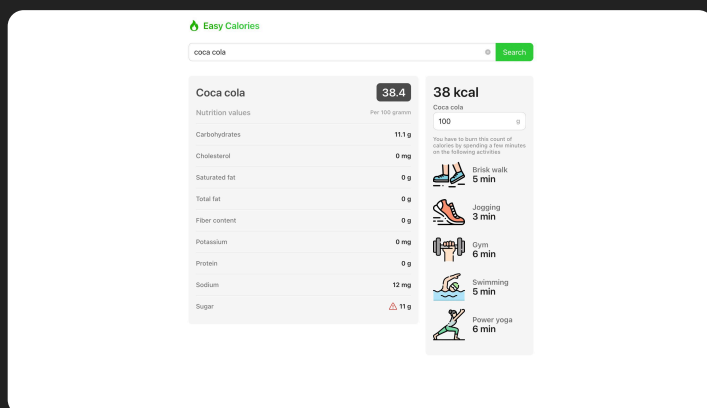 Easy Calories
coca cola
Search
Coca cola
38.4
Nutrition values
Per 100 gramm
Carbohydrates
11.1 g
Cholesterol
0 mg
Saturated fat
0 g
Total fat
0 g
Fiber content
0 g
Potassium
0 mg
Protein
0 g
Sodium
12 mg
Sugar
11 g
38 kcal
Coca cola
100
g
You have to burn this count of
calories by spending a few minutes
on the following activities
Brisk walk
5 min
Jogging
3 min
Gym
6 min
Swimming
5 min
Power yoga
6 min